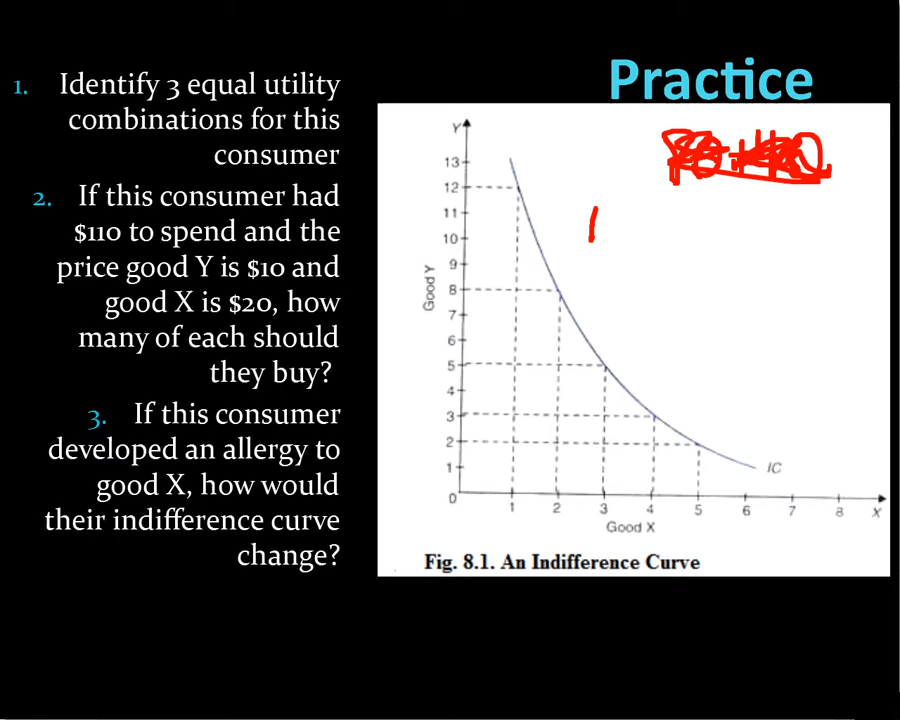 Practice
1. Identify 3 equal utility
combinations for this
consumer
2. If this consumer had
$110 to spend and the
price good Y is $10 and
good X is $20, how
many of each should
they buy?
3. If this consumer
developed an allergy to
good X, how would
their indifference curve
change?
Y
13
12
11
10
9
8
7
6
5
4
3
2
1
0
Good Y
IC
1 2 3 4 5 6 7 8 X
Good X
Fig. 8.1. An Indifference Curve